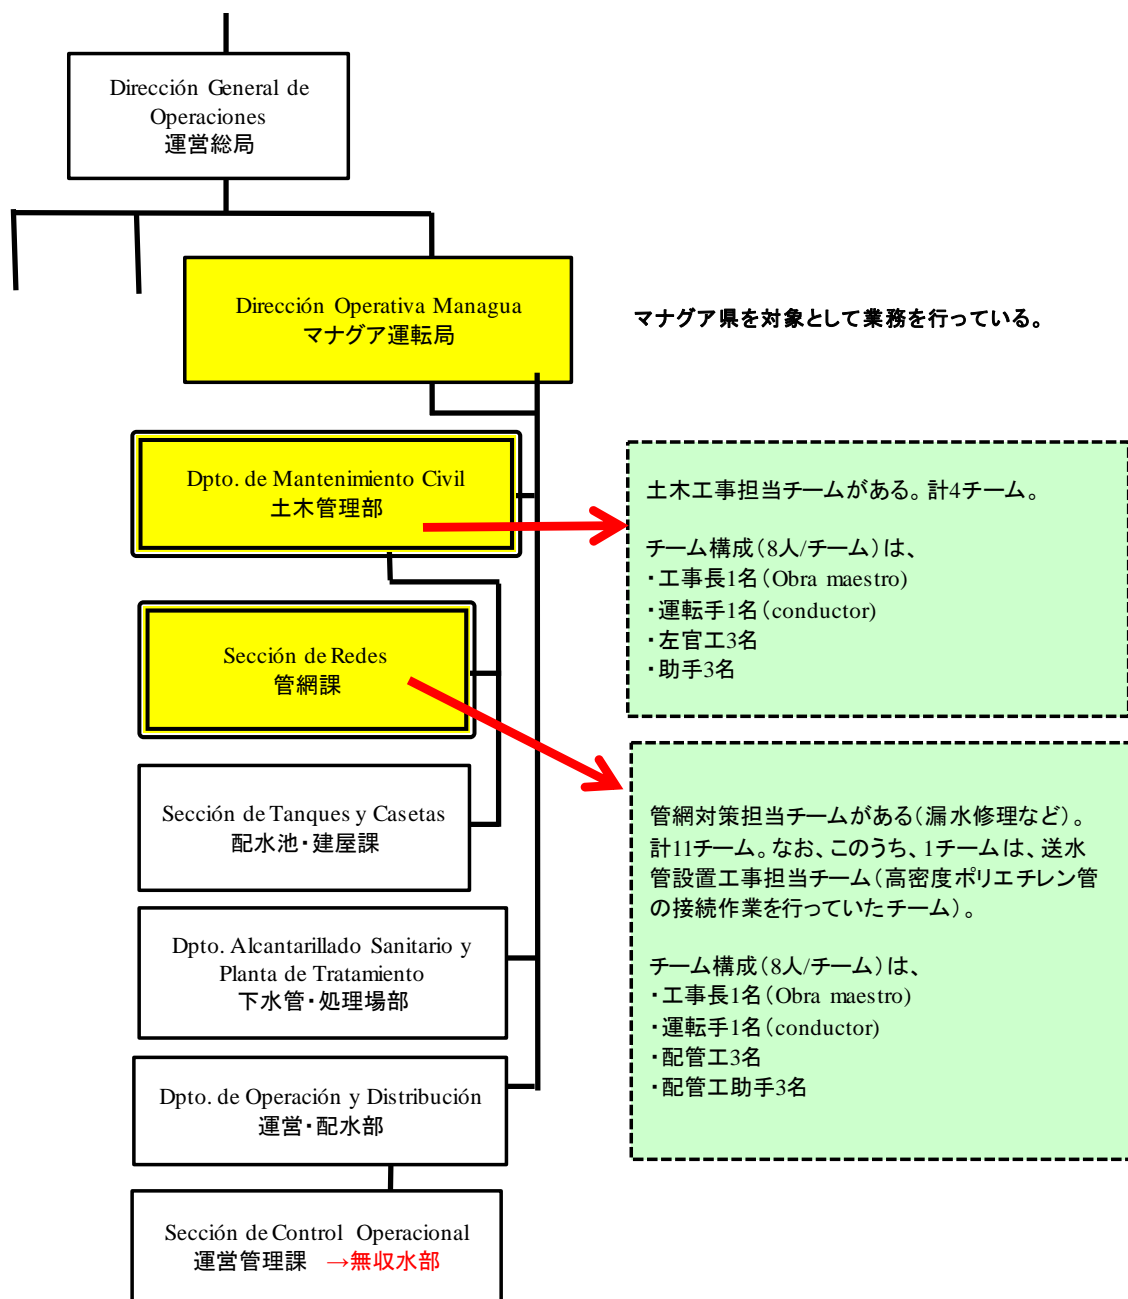 Dirección General de
Operaciones
運営総局
Dirección Operativa Managua
マナグア運転局
マナグア県を対象として業務を行っている。
Dpto. de Mantenimiento Civil
土木管理部
土木工事担当チームがある。計4チーム。
チーム構成（8人/チーム）は、
・工事長1名（Obra maestro)
・運転手1名（conductor)
・左官工3名
・助手3名
Sección de Redes
管網課
Sección de Tanques y Casetas
配水池・建屋課
管網対策担当チームがある（漏水修理など）。
計11チーム。なお、このうち、1チームは、送水
管設置工事担当チーム（高密度ポリエチレン管
の接続作業を行っていたチーム）。
チーム構成（8人/チーム）は、
・工事長1名（Obra maestro)
・運転手1名（conductor)
・配管工3名
・配管工助手3名
Dpto. Alcantarillado Sanitario y
Planta de Tratamiento
下水管・処理場部
Dpto. de Operación y Distribución
運営・配水部
Sección de Control Operacional
運営管理課 →無収水部